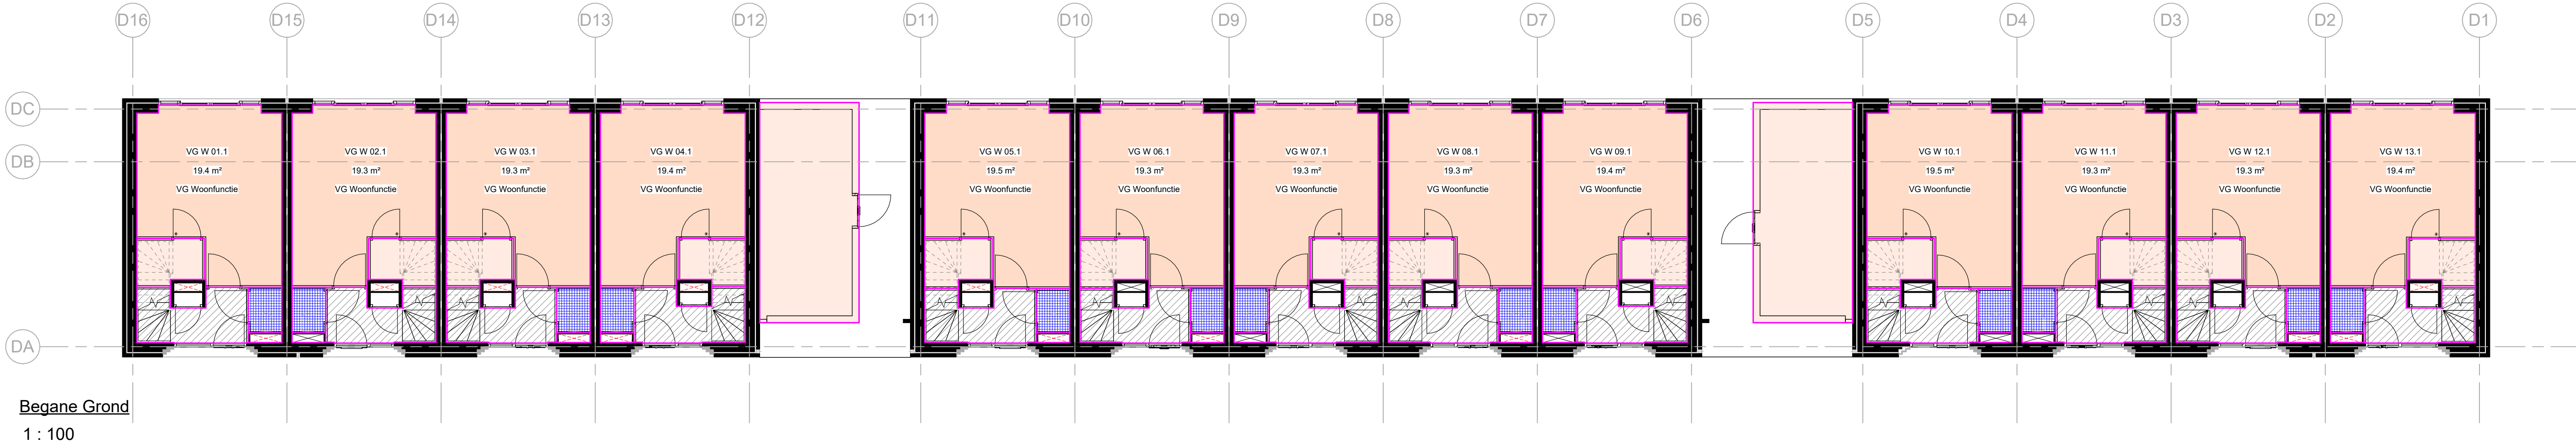 D16 D15 D14 D13 D12 D11 D10 D9 D8 D7 D6 D5 D4 D3 D2 D1
DC
DB
DA
VG W 01.1
19.4 m²
VG Woonfunctie
VG W 02.1
19.3 m²
VG Woonfunctie
VG W 03.1
19.3 m²
VG Woonfunctie
VG W 04.1
19.4 m²
VG Woonfunctie
VG W 05.1
19.5 m²
VG Woonfunctie
VG W 06.1
19.3 m²
VG Woonfunctie
VG W 07.1
19.3 m²
VG Woonfunctie
VG W 08.1
19.3 m²
VG Woonfunctie
VG W 09.1
19.4 m²
VG Woonfunctie
VG W 10.1
19.5 m²
VG Woonfunctie
VG W 11.1
19.3 m²
VG Woonfunctie
VG W 12.1
19.3 m²
VG Woonfunctie
VG W 13.1
19.4 m²
VG Woonfunctie
Begane Grond
1 : 100